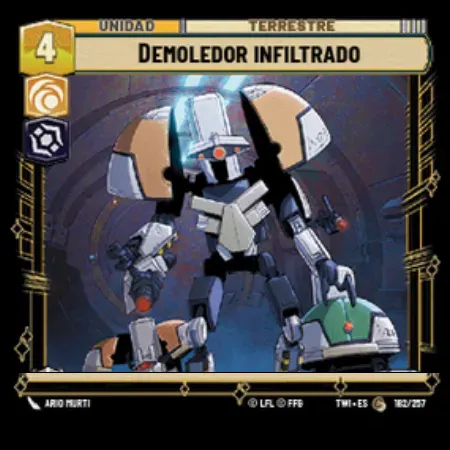 UNIDAD
TERRESTRE
4
DEMOLEDOR INFILTRADO
ARIO MURTI
© LFL © FFG
TWI • ES
182/257